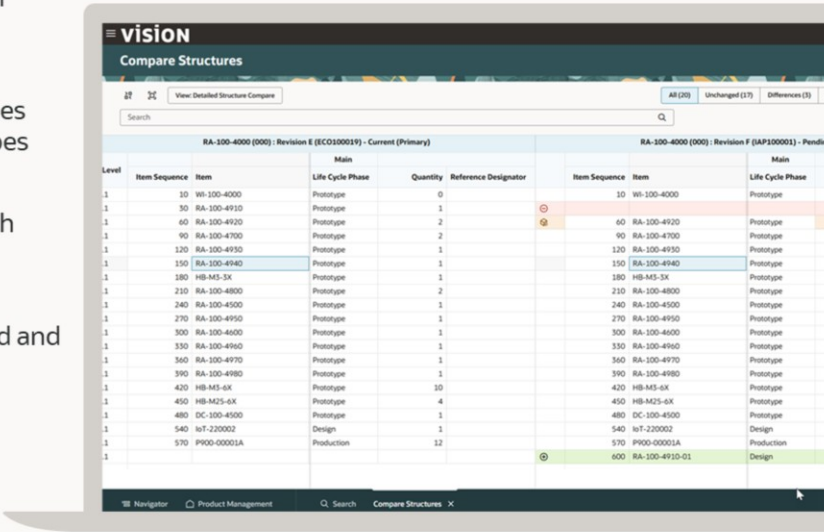 es
pes
h
d and
vision
Compare Structures
View: Detailed Structure Compare
All (20) Unchanged (17) Differences (3)
Search
RA-100-4000 (000) : Revision E (ECO100019) - Current (Primary) RA-100-4000 (000) : Revision F (IAP100001) - Pendi
Main Main
Level Item Sequence Item Life Cycle Phase Quantity Reference Designator Item Sequence Item Life Cycle Phase
.1 10 WI-100-4000 Prototype 0 10 WI-100-4000 Prototype
.1 30 RA-100-4910 Prototype 1
.1 60 RA-100-4920 Prototype 2 60 RA-100-4920 Prototype
.1 90 RA-100-4700 Prototype 2 90 RA-100-4700 Prototype
.1 120 RA-100-4930 Prototype 1 120 RA-100-4930 Prototype
.1 150 RA-100-4940 Prototype 1 150 RA-100-4940 Prototype
.1 180 HB-M3-3X Prototype 1 180 HB-M3-3X Prototype
.1 210 RA-100-4800 Prototype 2 210 RA-100-4800 Prototype
.1 240 RA-100-4500 Prototype 1 240 RA-100-4500 Prototype
.1 270 RA-100-4950 Prototype 1 270 RA-100-4950 Prototype
.1 300 RA-100-4600 Prototype 1 300 RA-100-4600 Prototype
.1 330 RA-100-4960 Prototype 1 330 RA-100-4960 Prototype
.1 360 RA-100-4970 Prototype 1 360 RA-100-4970 Prototype
.1 390 RA-100-4980 Prototype 1 390 RA-100-4980 Prototype
.1 420 HB-M3-6X Prototype 10 420 HB-M3-6X Prototype
.1 450 HB-M25-6X Prototype 4 450 HB-M25-6X Prototype
.1 480 DC-100-4500 Prototype 1 480 DC-100-4500 Prototype
.1 540 IoT-220002 Design 1 540 IoT-220002 Design
.1 570 P900-00001A Production 12 570 P900-00001A Production
.1 600 RA-100-4910-01 Design
Navigator Product Management Search Compare Structures X